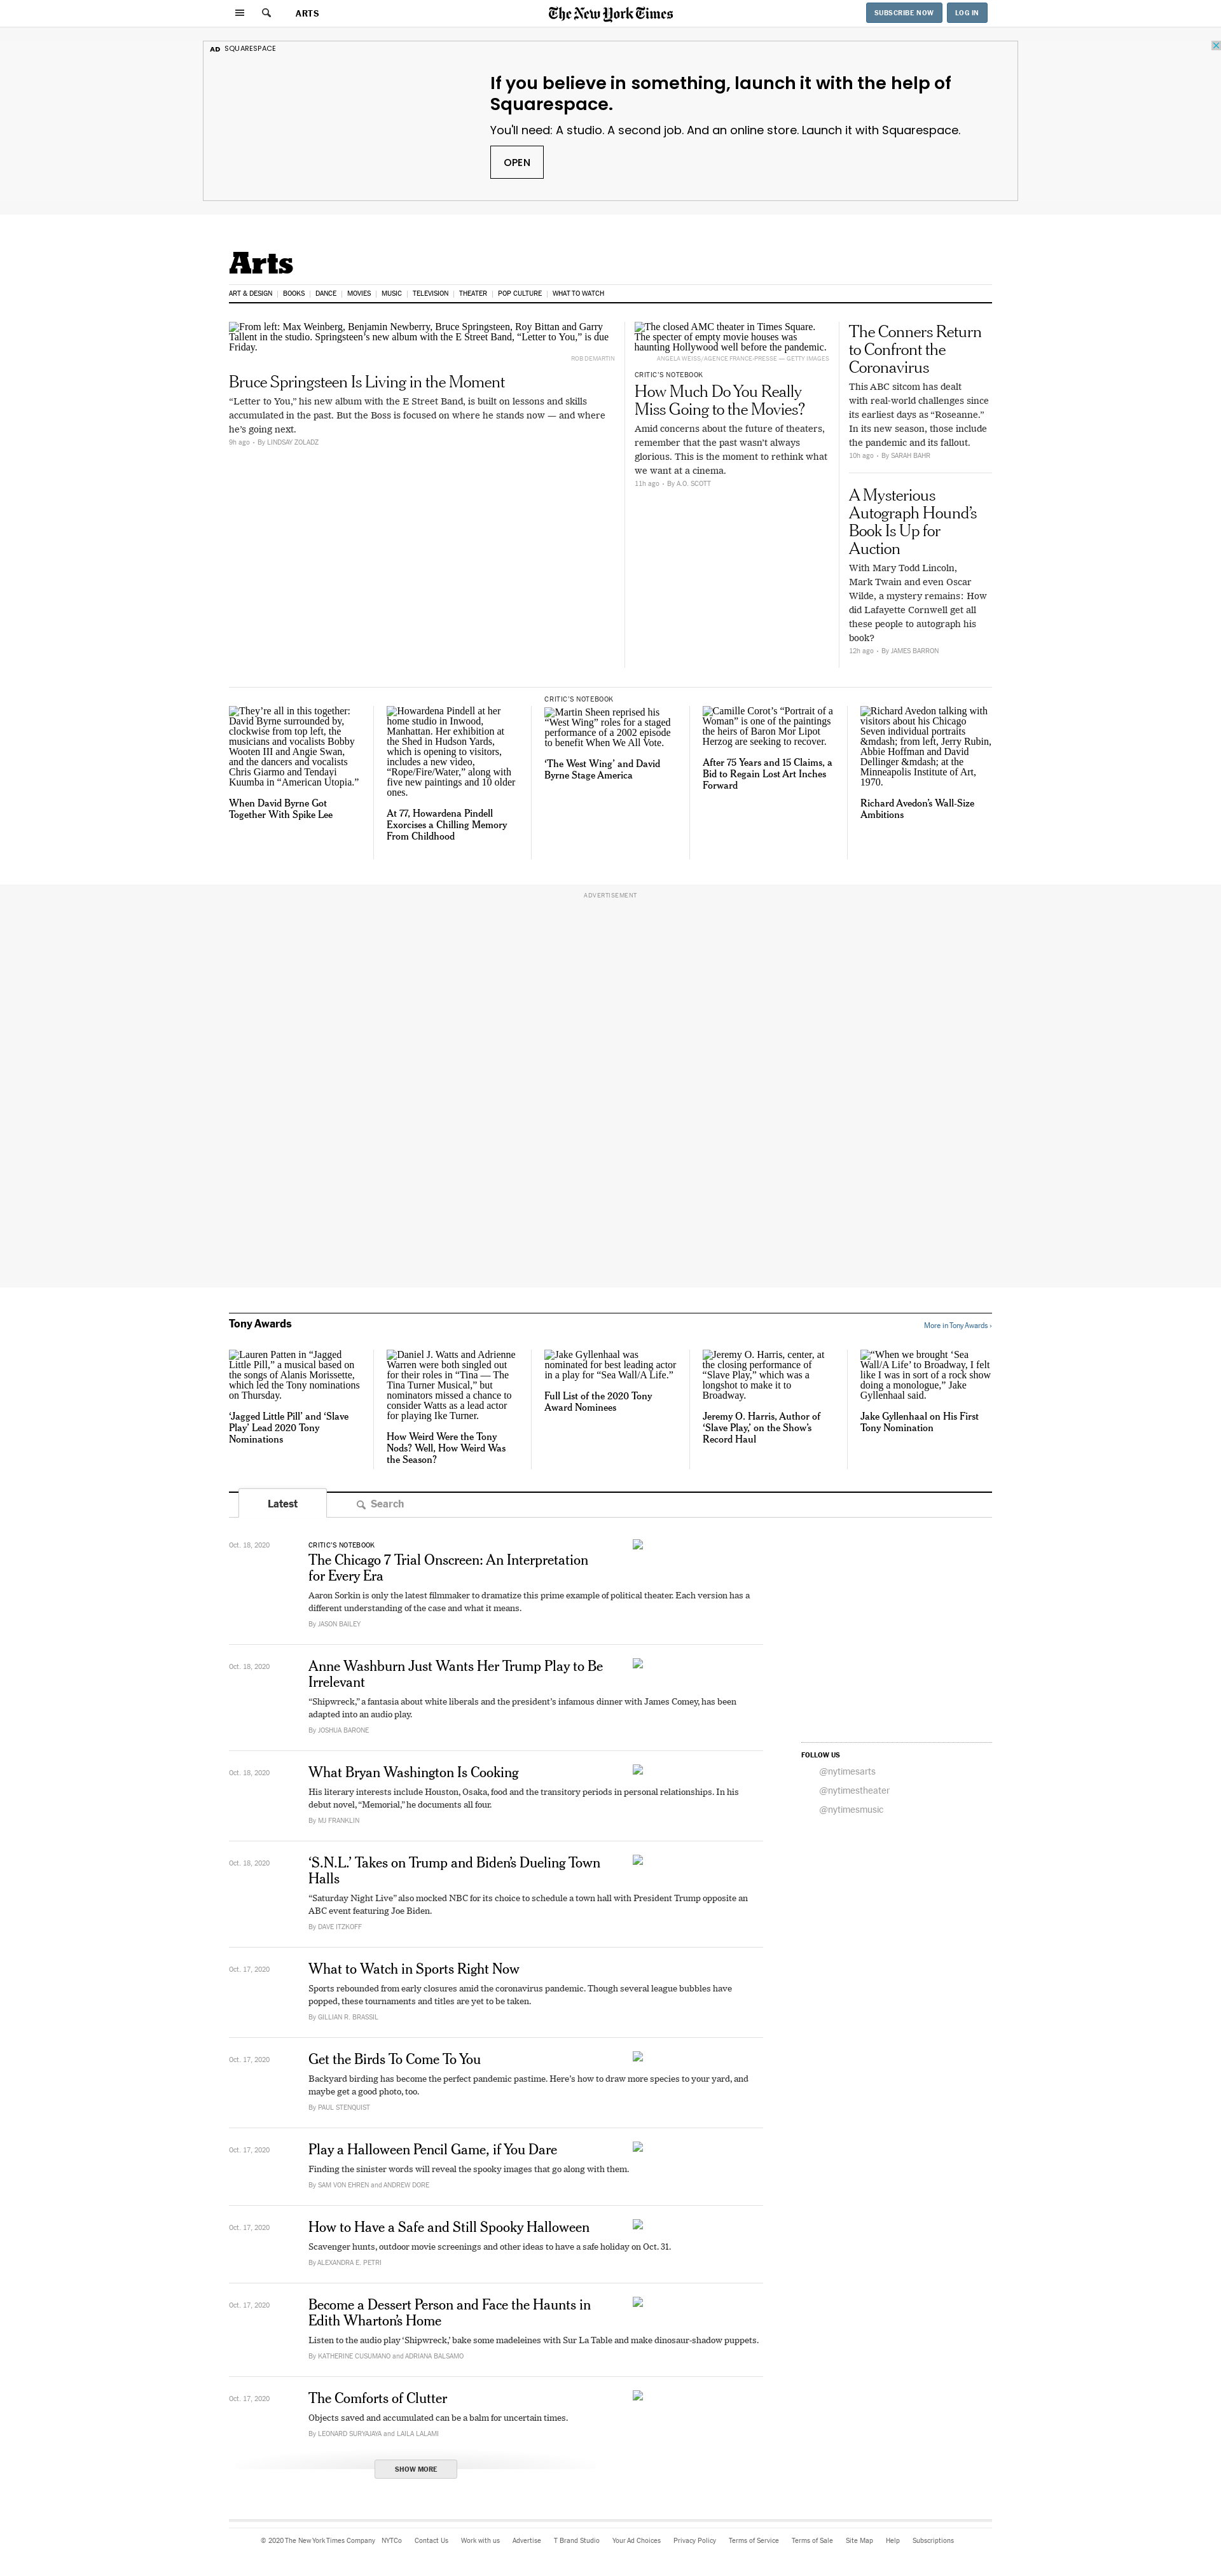 ARTS
The New York Times
SUBSCRIBE NOW
LOG IN
AD SQUARESPACE
If you believe in something, launch it with the help of
Squarespace.
You'll need: A studio. A second job. And an online store. Launch it with Squarespace.
OPEN
Arts
ART & DESIGN | BOOKS | DANCE | MOVIES | MUSIC | TELEVISION | THEATER | POP CULTURE | WHAT TO WATCH
From left: Max Weinberg, Benjamin Newberry, Bruce Springsteen, Roy Bittan and Garry
Tallent in the studio. Springsteen's new album with the E Street Band, “Letter to You,” is due
Friday.
ROB DEMARTIN
Bruce Springsteen Is Living in the Moment
“Letter to You,” his new album with the E Street Band, is built on lessons and skills
accumulated in the past. But the Boss is focused on where he stands now — and where
he's going next.
9h ago • By LINDSAY ZOLADZ
The closed AMC theater in Times Square.
The specter of empty movie houses was
haunting Hollywood well before the pandemic.
ANGELA WEISS/AGENCE FRANCE-PRESSE — GETTY IMAGES
CRITIC'S NOTEBOOK
How Much Do You Really
Miss Going to the Movies?
Amid concerns about the future of theaters,
remember that the past wasn't always
glorious. This is the moment to rethink what
we want at a cinema.
11h ago • By A.O. SCOTT
The Conners Return
to Confront the
Coronavirus
This ABC sitcom has dealt
with real-world challenges since
its earliest days as “Roseanne.”
In its new season, those include
the pandemic and its fallout.
10h ago • By SARAH BAHR
A Mysterious
Autograph Hound's
Book Is Up for
Auction
With Mary Todd Lincoln,
Mark Twain and even Oscar
Wilde, a mystery remains: How
did Lafayette Cornwell get all
these people to autograph his
book?
12h ago • By JAMES BARRON
They're all in this together:
David Byrne surrounded by,
clockwise from top left, the
musicians and vocalists Bobby
Wooten III and Angie Swan,
and the dancers and vocalists
Chris Giarmo and Tendayi
Kuumba in “American Utopia.”
When David Byrne Got
Together With Spike Lee
Howardena Pindell at her
home studio in Inwood,
Manhattan. Her exhibition at
the Shed in Hudson Yards,
which is opening to visitors,
includes a new video,
“Rope/Fire/Water,” along with
five new paintings and 10 older
ones.
At 77, Howardena Pindell
Exorcises a Chilling Memory
From Childhood
CRITIC'S NOTEBOOK
Martin Sheen reprised his
“West Wing” roles for a staged
performance of a 2002 episode
to benefit When We All Vote.
‘The West Wing’ and David
Byrne Stage America
Camille Corot's “Portrait of a
Woman” is one of the paintings
the heirs of Baron Mor Lipot
Herzog are seeking to recover.
After 75 Years and 15 Claims, a
Bid to Regain Lost Art Inches
Forward
Richard Avedon talking with
visitors about his Chicago
Seven individual portraits
&mdash; from left, Jerry Rubin,
Abbie Hoffman and David
Dellinger &mdash; at the
Minneapolis Institute of Art,
1970.
Richard Avedon's Wall-Size
Ambitions
ADVERTISEMENT
Tony Awards
More in Tony Awards ›
Lauren Patten in “Jagged
Little Pill,” a musical based on
the songs of Alanis Morissette,
which led the Tony nominations
on Thursday.
‘Jagged Little Pill’ and ‘Slave
Play’ Lead 2020 Tony
Nominations
Daniel J. Watts and Adrienne
Warren were both singled out
for their roles in “Tina — The
Tina Turner Musical,” but
nominators missed a chance to
consider Watts as a lead actor
for playing Ike Turner.
How Weird Were the Tony
Nods? Well, How Weird Was
the Season?
Jake Gyllenhaal was
nominated for best leading actor
in a play for “Sea Wall/A Life.”
Full List of the 2020 Tony
Award Nominees
Jeremy O. Harris, center, at
the closing performance of
“Slave Play,” which was a
longshot to make it to
Broadway.
Jeremy O. Harris, Author of
‘Slave Play,’ on the Show's
Record Haul
“When we brought ‘Sea
Wall/A Life’ to Broadway, I felt
like I was in sort of a rock show
doing a monologue,” Jake
Gyllenhaal said.
Jake Gyllenhaal on His First
Tony Nomination
Latest
Search
Oct. 18, 2020
CRITIC'S NOTEBOOK
The Chicago 7 Trial Onscreen: An Interpretation
for Every Era
Aaron Sorkin is only the latest filmmaker to dramatize this prime example of political theater. Each version has a
different understanding of the case and what it means.
By JASON BAILEY
Oct. 18, 2020
Anne Washburn Just Wants Her Trump Play to Be
Irrelevant
“Shipwreck,” a fantasia about white liberals and the president's infamous dinner with James Comey, has been
adapted into an audio play.
By JOSHUA BARONE
Oct. 18, 2020
What Bryan Washington Is Cooking
His literary interests include Houston, Osaka, food and the transitory periods in personal relationships. In his
debut novel, “Memorial,” he documents all four.
By MJ FRANKLIN
Oct. 18, 2020
‘S.N.L.’ Takes on Trump and Biden's Dueling Town
Halls
“Saturday Night Live” also mocked NBC for its choice to schedule a town hall with President Trump opposite an
ABC event featuring Joe Biden.
By DAVE ITZKOFF
Oct. 17, 2020
What to Watch in Sports Right Now
Sports rebounded from early closures amid the coronavirus pandemic. Though several league bubbles have
popped, these tournaments and titles are yet to be taken.
By GILLIAN R. BRASSIL
Oct. 17, 2020
Get the Birds To Come To You
Backyard birding has become the perfect pandemic pastime. Here's how to draw more species to your yard, and
maybe get a good photo, too.
By PAUL STENQUIST
Oct. 17, 2020
Play a Halloween Pencil Game, if You Dare
Finding the sinister words will reveal the spooky images that go along with them.
By SAM VON EHREN and ANDREW DORE
Oct. 17, 2020
How to Have a Safe and Still Spooky Halloween
Scavenger hunts, outdoor movie screenings and other ideas to have a safe holiday on Oct. 31.
By ALEXANDRA E. PETRI
Oct. 17, 2020
Become a Dessert Person and Face the Haunts in
Edith Wharton's Home
Listen to the audio play ‘Shipwreck,’ bake some madeleines with Sur La Table and make dinosaur-shadow puppets.
By KATHERINE CUSUMANO and ADRIANA BALSAMO
Oct. 17, 2020
The Comforts of Clutter
Objects saved and accumulated can be a balm for uncertain times.
By LEONARD SURYAJAYA and LAILA LALAMI
SHOW MORE
FOLLOW US
@nytimesarts
@nytimestheater
@nytimesmusic
© 2020 The New York Times Company NYTCo Contact Us Work with us Advertise T Brand Studio Your Ad Choices Privacy Policy Terms of Service Terms of Sale Site Map Help Subscriptions